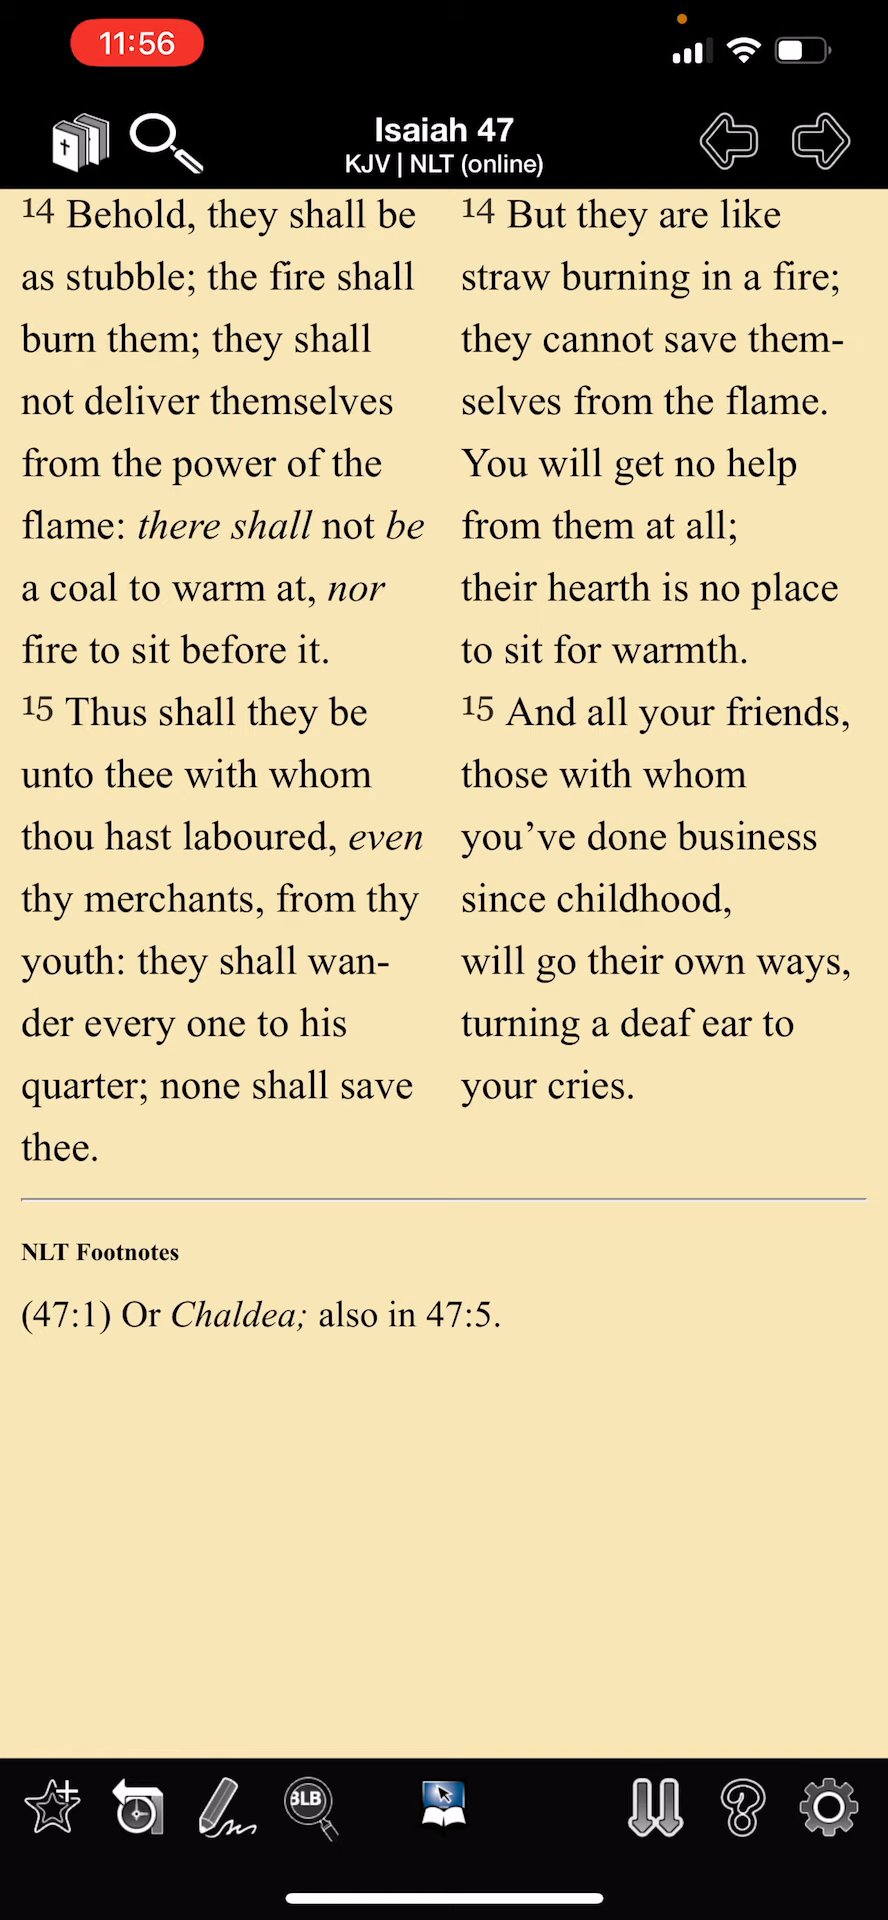 11:56
Isaiah 47
KJV | NLT (online)
14 Behold, they shall be
as stubble; the fire shall
burn them; they shall
not deliver themselves
from the power of the
flame: there shall not be
a coal to warm at, nor
fire to sit before it.
15 Thus shall they be
unto thee with whom
thou hast laboured, even
thy merchants, from thy
youth: they shall wan-
der every one to his
quarter; none shall save
thee.
14 But they are like
straw burning in a fire;
they cannot save them-
selves from the flame.
You will get no help
from them at all;
their hearth is no place
to sit for warmth.
15 And all your friends,
those with whom
you’ve done business
since childhood,
will go their own ways,
turning a deaf ear to
your cries.
NLT Footnotes
(47:1) Or Chaldea; also in 47:5.
BLB